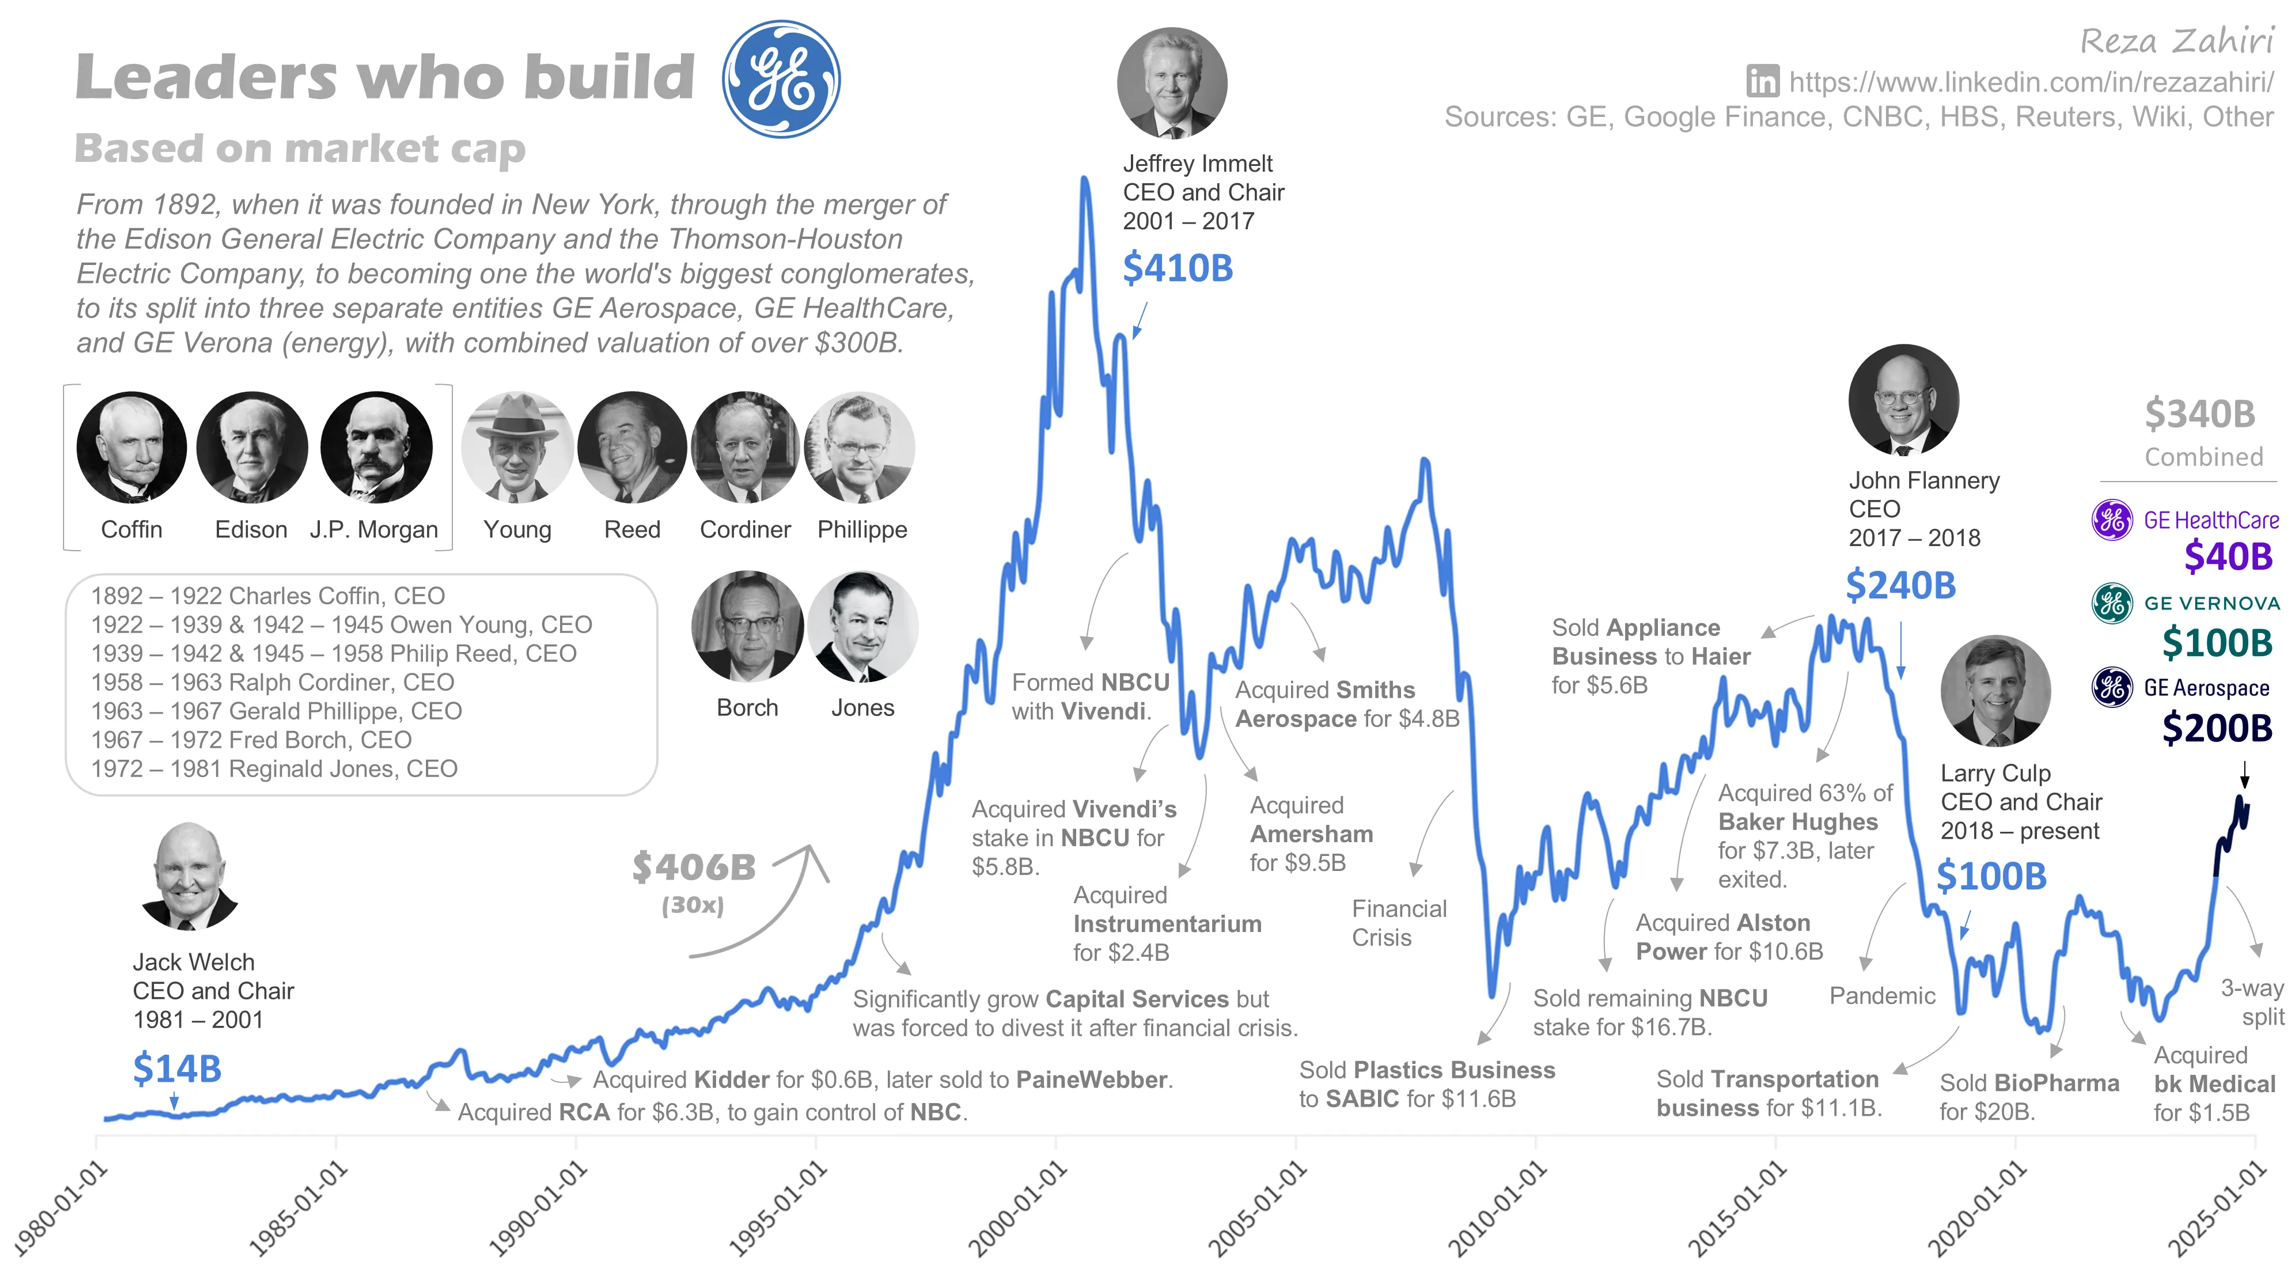 Leaders who build
GE
Based on market cap
From 1892, when it was founded in New York, through the merger of
the Edison General Electric Company and the Thomson-Houston
Electric Company, to becoming one the world's biggest conglomerates,
to its split into three separate entities GE Aerospace, GE HealthCare,
and GE Verona (energy), with combined valuation of over $300B.
Reza Zahiri
in https://www.linkedin.com/in/rezazahiri/
Sources: GE, Google Finance, CNBC, HBS, Reuters, Wiki, Other
Coffin
Edison
J.P. Morgan
Young
Reed
Cordiner
Phillippe
Borch
Jones
1892 – 1922 Charles Coffin, CEO
1922 – 1939 & 1942 – 1945 Owen Young, CEO
1939 – 1942 & 1945 – 1958 Philip Reed, CEO
1958 – 1963 Ralph Cordiner, CEO
1963 – 1967 Gerald Phillippe, CEO
1967 – 1972 Fred Borch, CEO
1972 – 1981 Reginald Jones, CEO
Jack Welch
CEO and Chair
1981 – 2001
$14B
$406B
(30x)
Jeffrey Immelt
CEO and Chair
2001 – 2017
$410B
John Flannery
CEO
2017 – 2018
$240B
Larry Culp
CEO and Chair
2018 – present
$100B
$340B
Combined
GE
GE HealthCare
$40B
GE
GE VERNOVA
$100B
GE
GE Aerospace
$200B
Acquired RCA for $6.3B, to gain control of NBC.
Acquired Kidder for $0.6B, later sold to PaineWebber.
Significantly grow Capital Services but
was forced to divest it after financial crisis.
Formed NBCU
with Vivendi.
Acquired Vivendi’s
stake in NBCU for
$5.8B.
Acquired
Instrumentarium
for $2.4B
Acquired
Amersham
for $9.5B
Acquired Smiths
Aerospace for $4.8B
Financial
Crisis
Sold Plastics Business
to SABIC for $11.6B
Sold remaining NBCU
stake for $16.7B.
Acquired Alston
Power for $10.6B
Sold Appliance
Business to Haier
for $5.6B
Acquired 63% of
Baker Hughes
for $7.3B, later
exited.
Pandemic
Sold Transportation
business for $11.1B.
Sold BioPharma
for $20B.
Acquired
bk Medical
for $1.5B
3-way
split
1980-01-01
1985-01-01
1990-01-01
1995-01-01
2000-01-01
2005-01-01
2010-01-01
2015-01-01
2020-01-01
2025-01-01